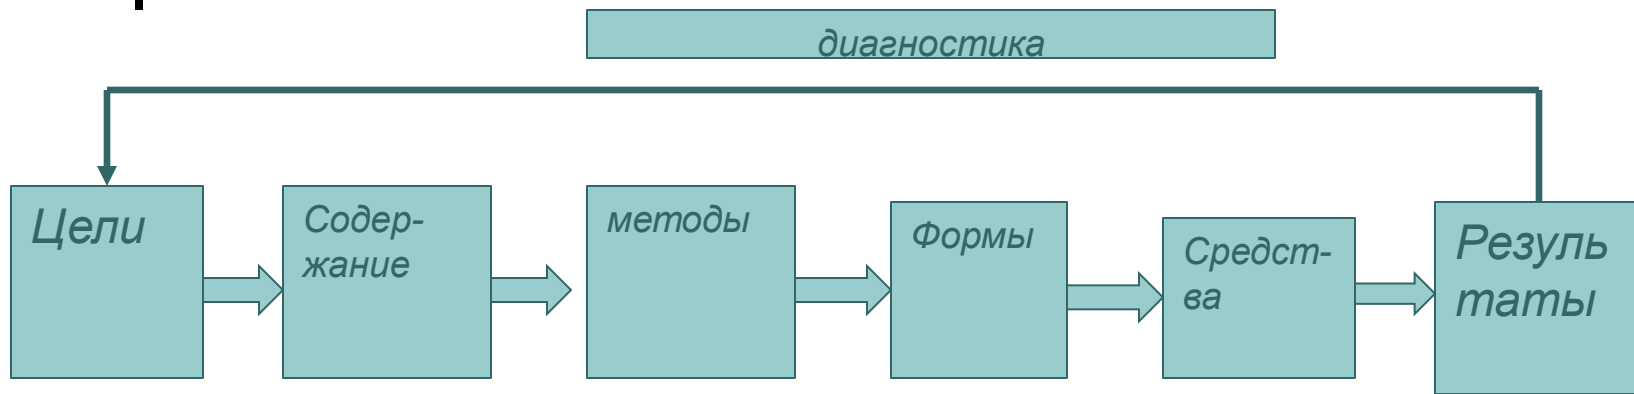 диагностика
Цели
Содер-
жание
методы
Формы
Средст-
ва
Резуль
таты